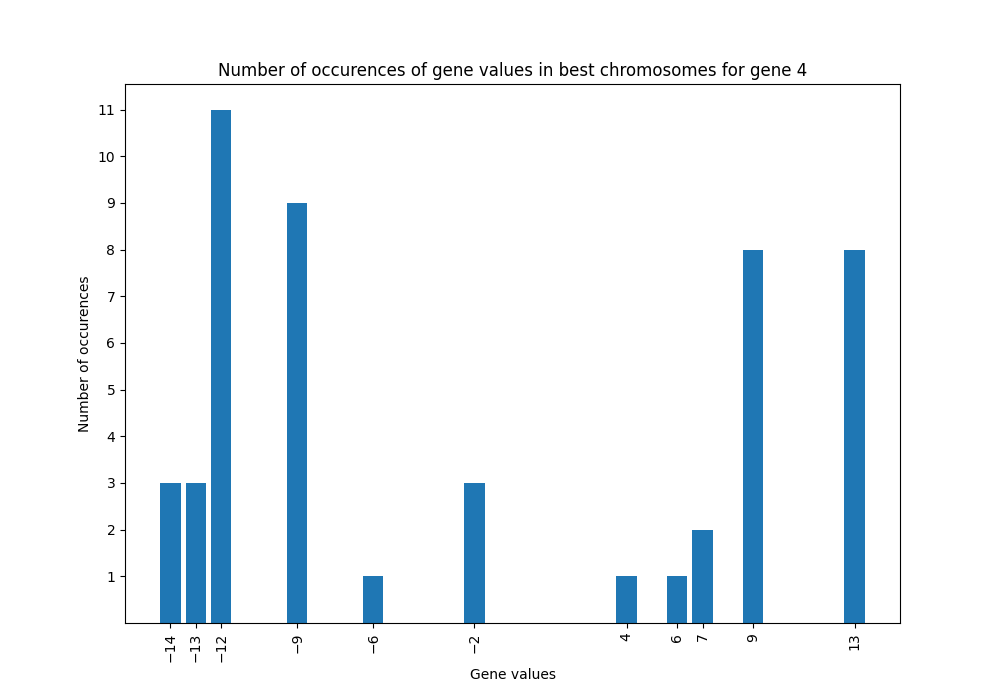 Number of occurences of gene values in best chromosomes for gene 4
Number of occurences
11
10
9
8
7
6
5
4
3
2
1
−14 −13 −12 −9 −6 −2 4 6 7 9 13
Gene values